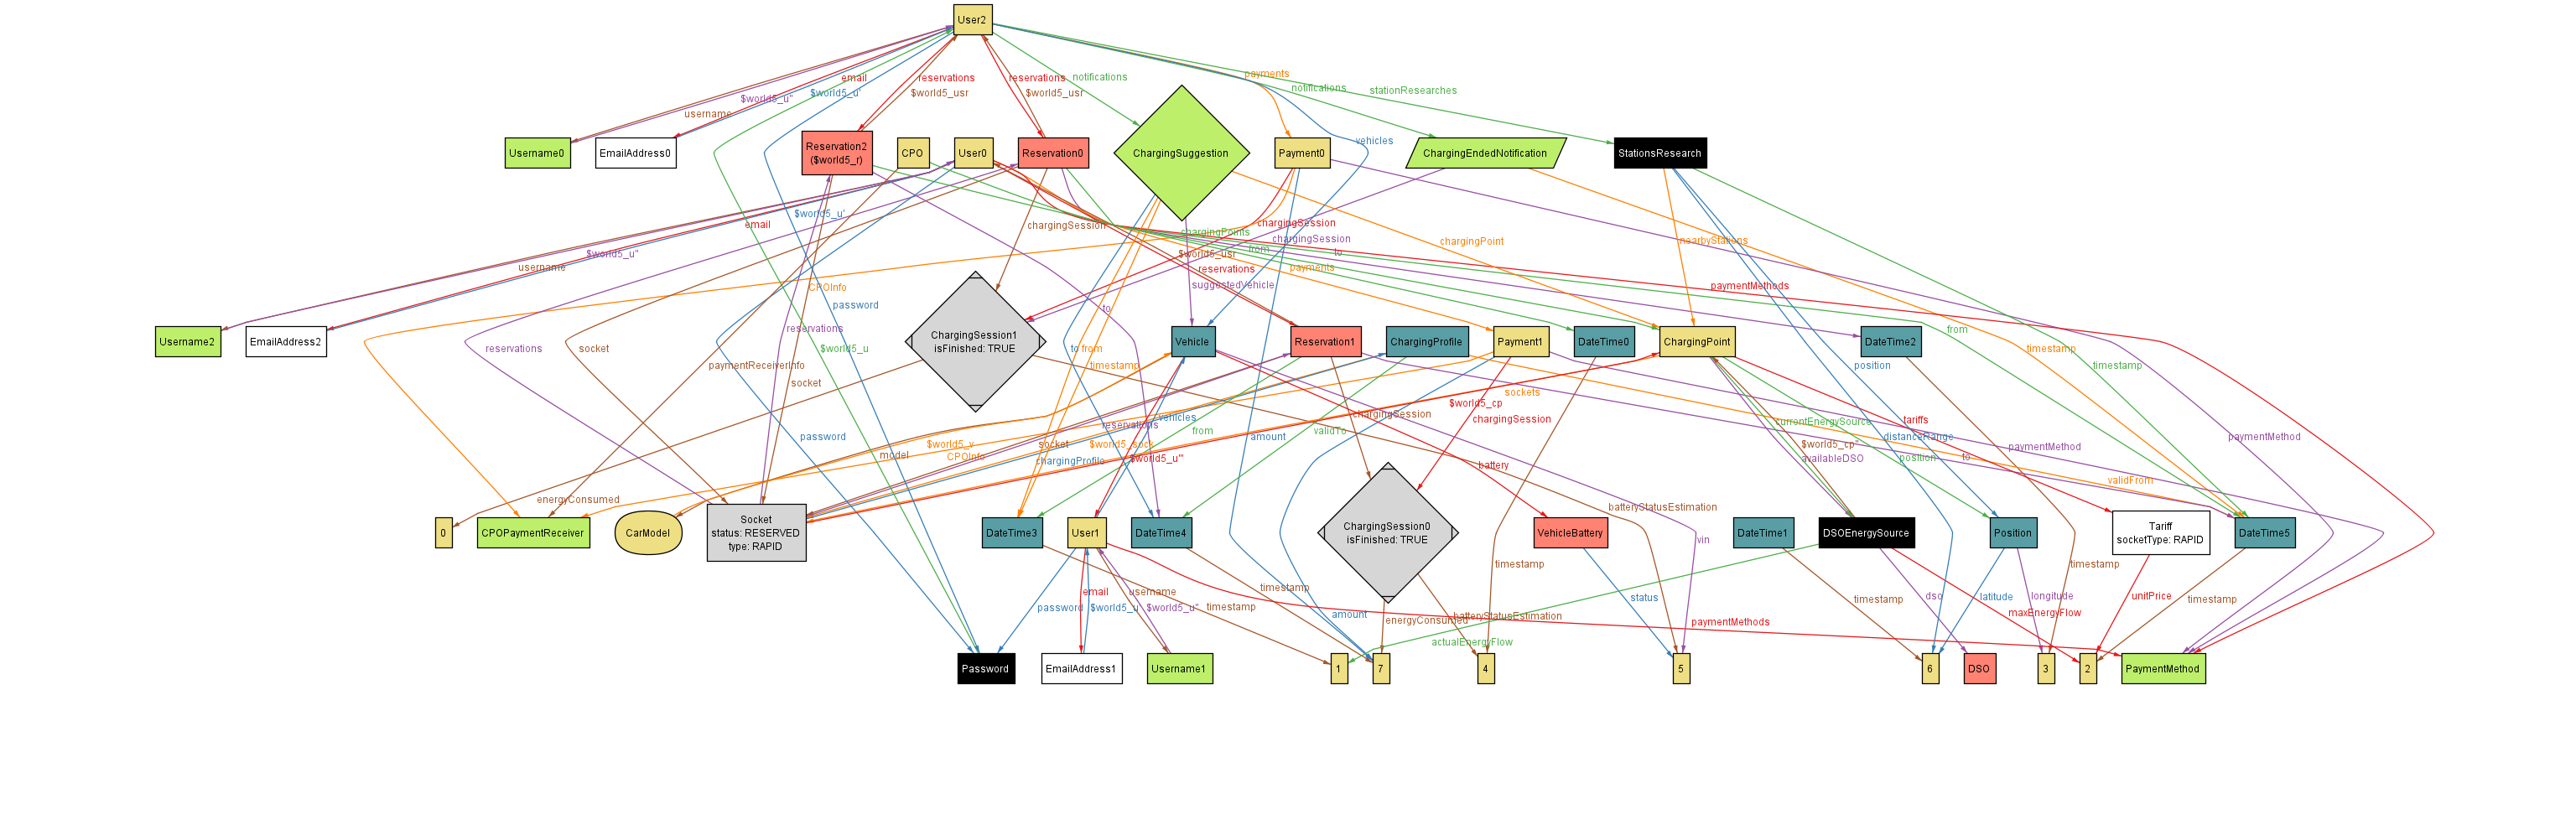 User2
email
reservations
reservations
notifications
payments
notifications
stationResearches
$world5_u"
$world5_u'
$world5_usr
$world5_usr
username
vehicles
Username0
EmailAddress0
Reservation2
($world5_r)
CPO
User0
Reservation0
ChargingSuggestion
Payment0
ChargingEndedNotification
StationsResearch
$world5_u'
email
chargingSession
chargingSession
chargingPoints
chargingSession
chargingPoint
nearbyStations
username
$world5_u"
$world5_usr
from
to
reservations
payments
CPOInfo
suggestedVehicle
paymentMethods
password
to
Username2
EmailAddress2
reservations
reservations
$world5_u
socket
ChargingSession1
isFinished: TRUE
to
from
Vehicle
Reservation1
ChargingProfile
Payment1
DateTime0
ChargingPoint
DateTime2
from
timestamp
paymentReceiverInfo
timestamp
position
timestamp
socket
sockets
vehicles
reservations
chargingSession
$world5_cp
chargingSession
tariffs
currentEnergySource
password
amount
from
validTo
distanceRange
paymentMethod
paymentMethod
model
$world5_v
CPOInfo
socket
$world5_sock
chargingProfile
$world5_u'"
battery
$world5_cp"
availableDSO
position
to
validFrom
energyConsumed
batteryStatusEstimation
0
CPOPaymentReceiver
CarModel
Socket
status: RESERVED
type: RAPID
DateTime3
User1
DateTime4
ChargingSession0
isFinished: TRUE
VehicleBattery
vin
DateTime1
DSOEnergySource
Position
Tariff
socketType: RAPID
DateTime5
timestamp
timestamp
email
username
timestamp
status
timestamp
dso
latitude
longitude
unitPrice
timestamp
password
$world5_u
$world5_u"
timestamp
amount
energyConsumed
batteryStatusEstimation
paymentMethods
maxEnergyFlow
actualEnergyFlow
Password
EmailAddress1
Username1
1
7
4
5
6
DSO
3
2
PaymentMethod